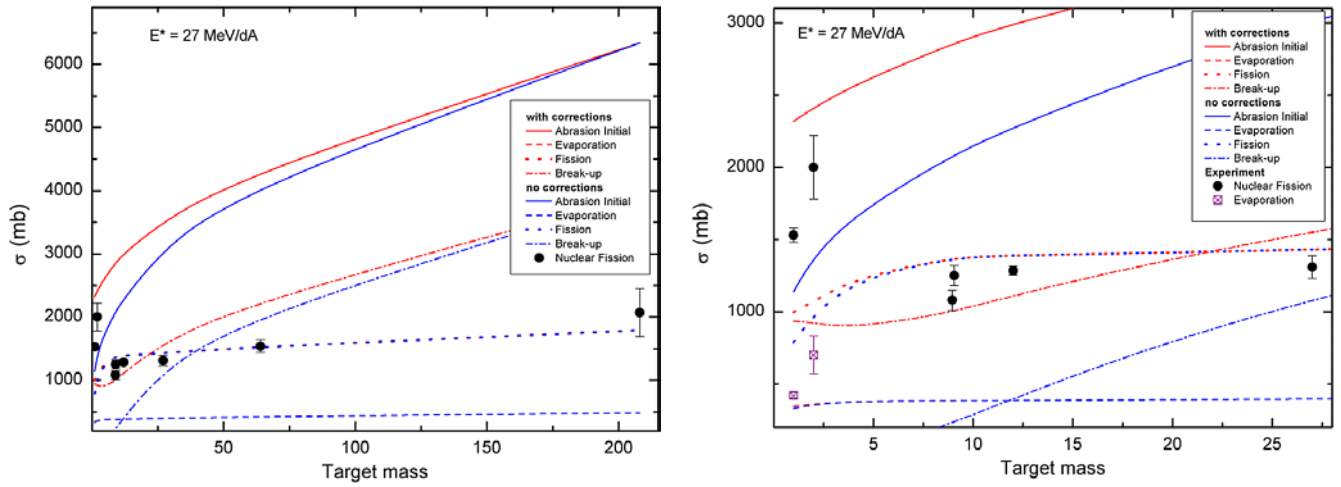 E* = 27 MeV/dA
6000
5000
4000
3000
2000
1000
σ (mb)
with corrections
Abrasion Initial
Evaporation
Fission
Break-up
no corrections
Abrasion Initial
Evaporation
Fission
Break-up
Nuclear Fission
50
100
150
200
Target mass
E* = 27 MeV/dA
3000
2000
1000
σ (mb)
with corrections
Abrasion Initial
Evaporation
Fission
Break-up
no corrections
Abrasion Initial
Evaporation
Fission
Break-up
Experiment
Nuclear Fission
Evaporation
5
10
15
20
25
Target mass